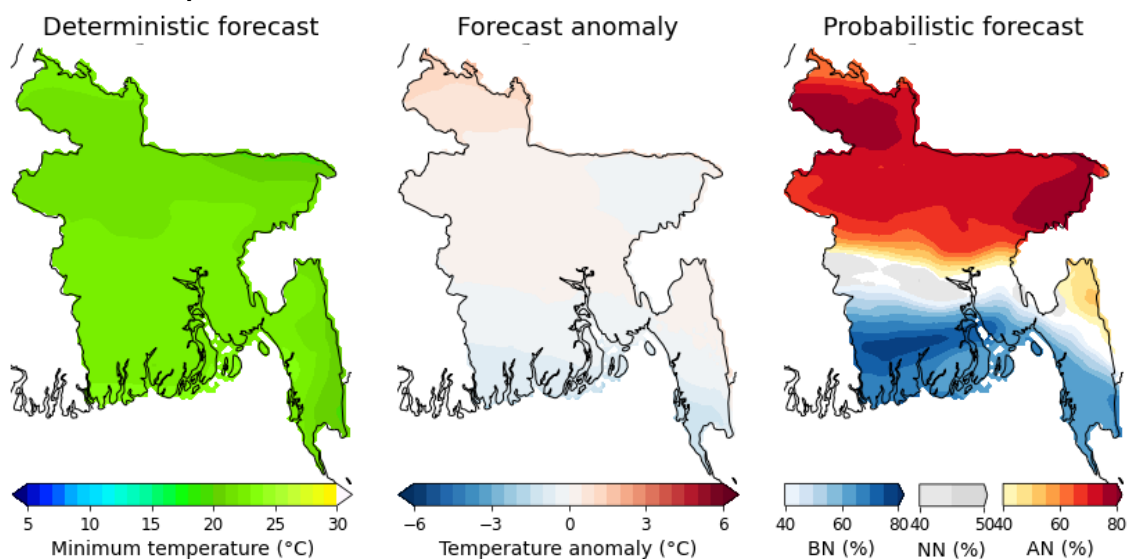 Deterministic forecast
Forecast anomaly
Probabilistic forecast
5 10 15 20 25 30
Minimum temperature (°C)
−6 −3 0 3 6
Temperature anomaly (°C)
40 60 80
BN (%)
40 50
NN (%)
40 60 80
AN (%)